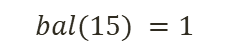 bal(15) = 1